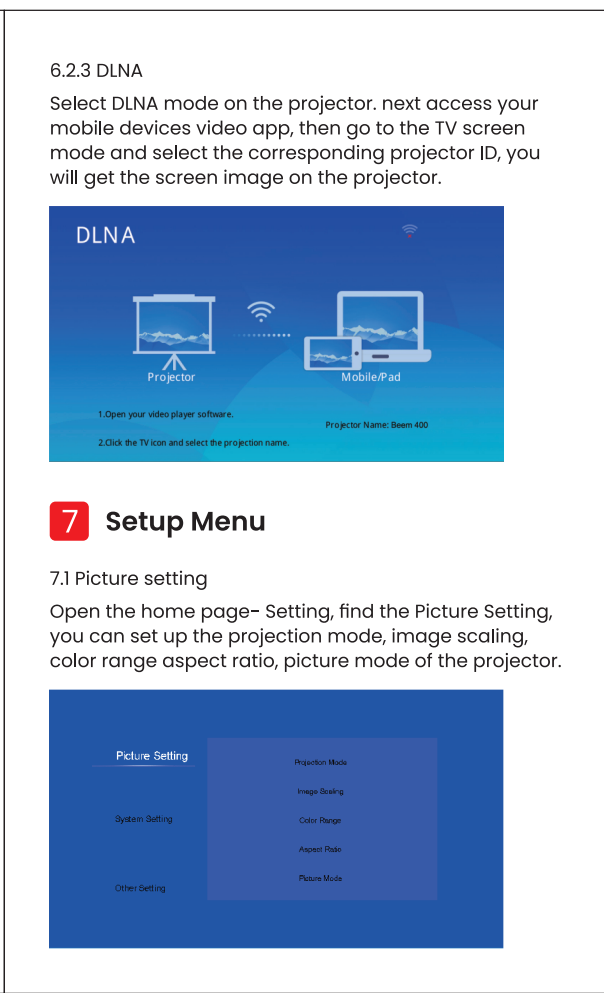 6.2.3 DLNA
Select DLNA mode on the projector. next access your
mobile devices video app, then go to the TV screen
mode and select the corresponding projector ID, you
will get the screen image on the projector.
DLNA
Projector
Mobile/Pad
1.Open your video player software.
Projector Name: Beem 400
2.Click the TV icon and select the projection name.
7 Setup Menu
7.1 Picture setting
Open the home page- Setting, find the Picture Setting,
you can set up the projection mode, image scaling,
color range aspect ratio, picture mode of the projector.
Picture Setting
Projection Mode
Image Scaling
System Setting
Color Range
Aspect Ratio
Picture Mode
Other Setting